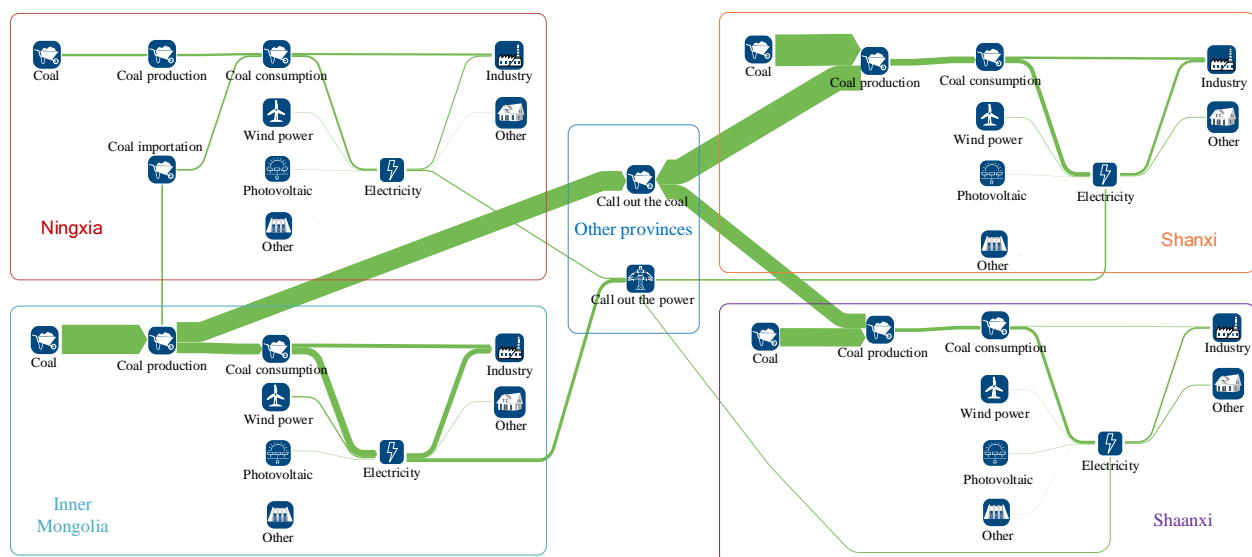 Coal
Coal production
Coal consumption
Industry
Wind power
Other
Coal importation
Photovoltaic
Electricity
Other
Ningxia
Call out the coal
Other provinces
Call out the power
Coal
Coal production
Coal consumption
Industry
Wind power
Other
Photovoltaic
Electricity
Other
Shanxi
Coal
Coal production
Coal consumption
Industry
Wind power
Other
Photovoltaic
Electricity
Other
Inner
Mongolia
Coal
Coal production
Coal consumption
Industry
Wind power
Other
Photovoltaic
Electricity
Other
Shaanxi